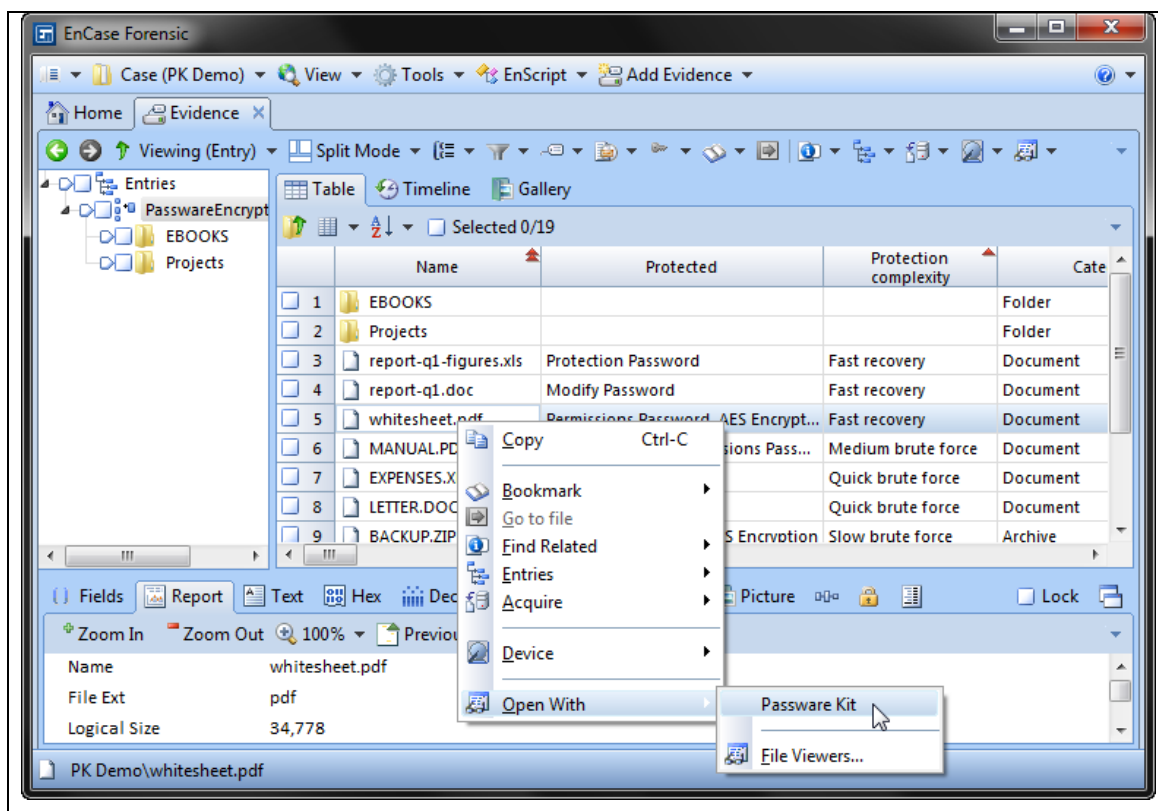 EnCase Forensic
Case (PK Demo) View Tools EnScript Add Evidence
Home Evidence
Viewing (Entry) Split Mode
Entries
PasswareEncrypt
EBOOKS
Projects
Table Timeline Gallery
Selected 0/19
Name Protected Protection complexity Cate
1 EBOOKS Folder
2 Projects Folder
3 report-q1-figures.xls Protection Password Fast recovery Document
4 report-q1.doc Modify Password Fast recovery Document
5 whitesheet.pdf Permissions Password, AES Encrypt... Fast recovery Document
6 MANUAL.PD sions Pass... Medium brute force Document
7 EXPENSES.X Quick brute force Document
8 LETTER.DOC Quick brute force Document
9 BACKUP.ZIP S Encryption Slow brute force Archive
Copy Ctrl-C
Bookmark
Go to file
Find Related
Entries
Acquire
Device
Open With
Passware Kit
File Viewers...
Fields Report Text Hex Dec Picture Lock
Zoom In Zoom Out 100% Previou
Name whitesheet.pdf
File Ext pdf
Logical Size 34,778
PK Demo\whitesheet.pdf